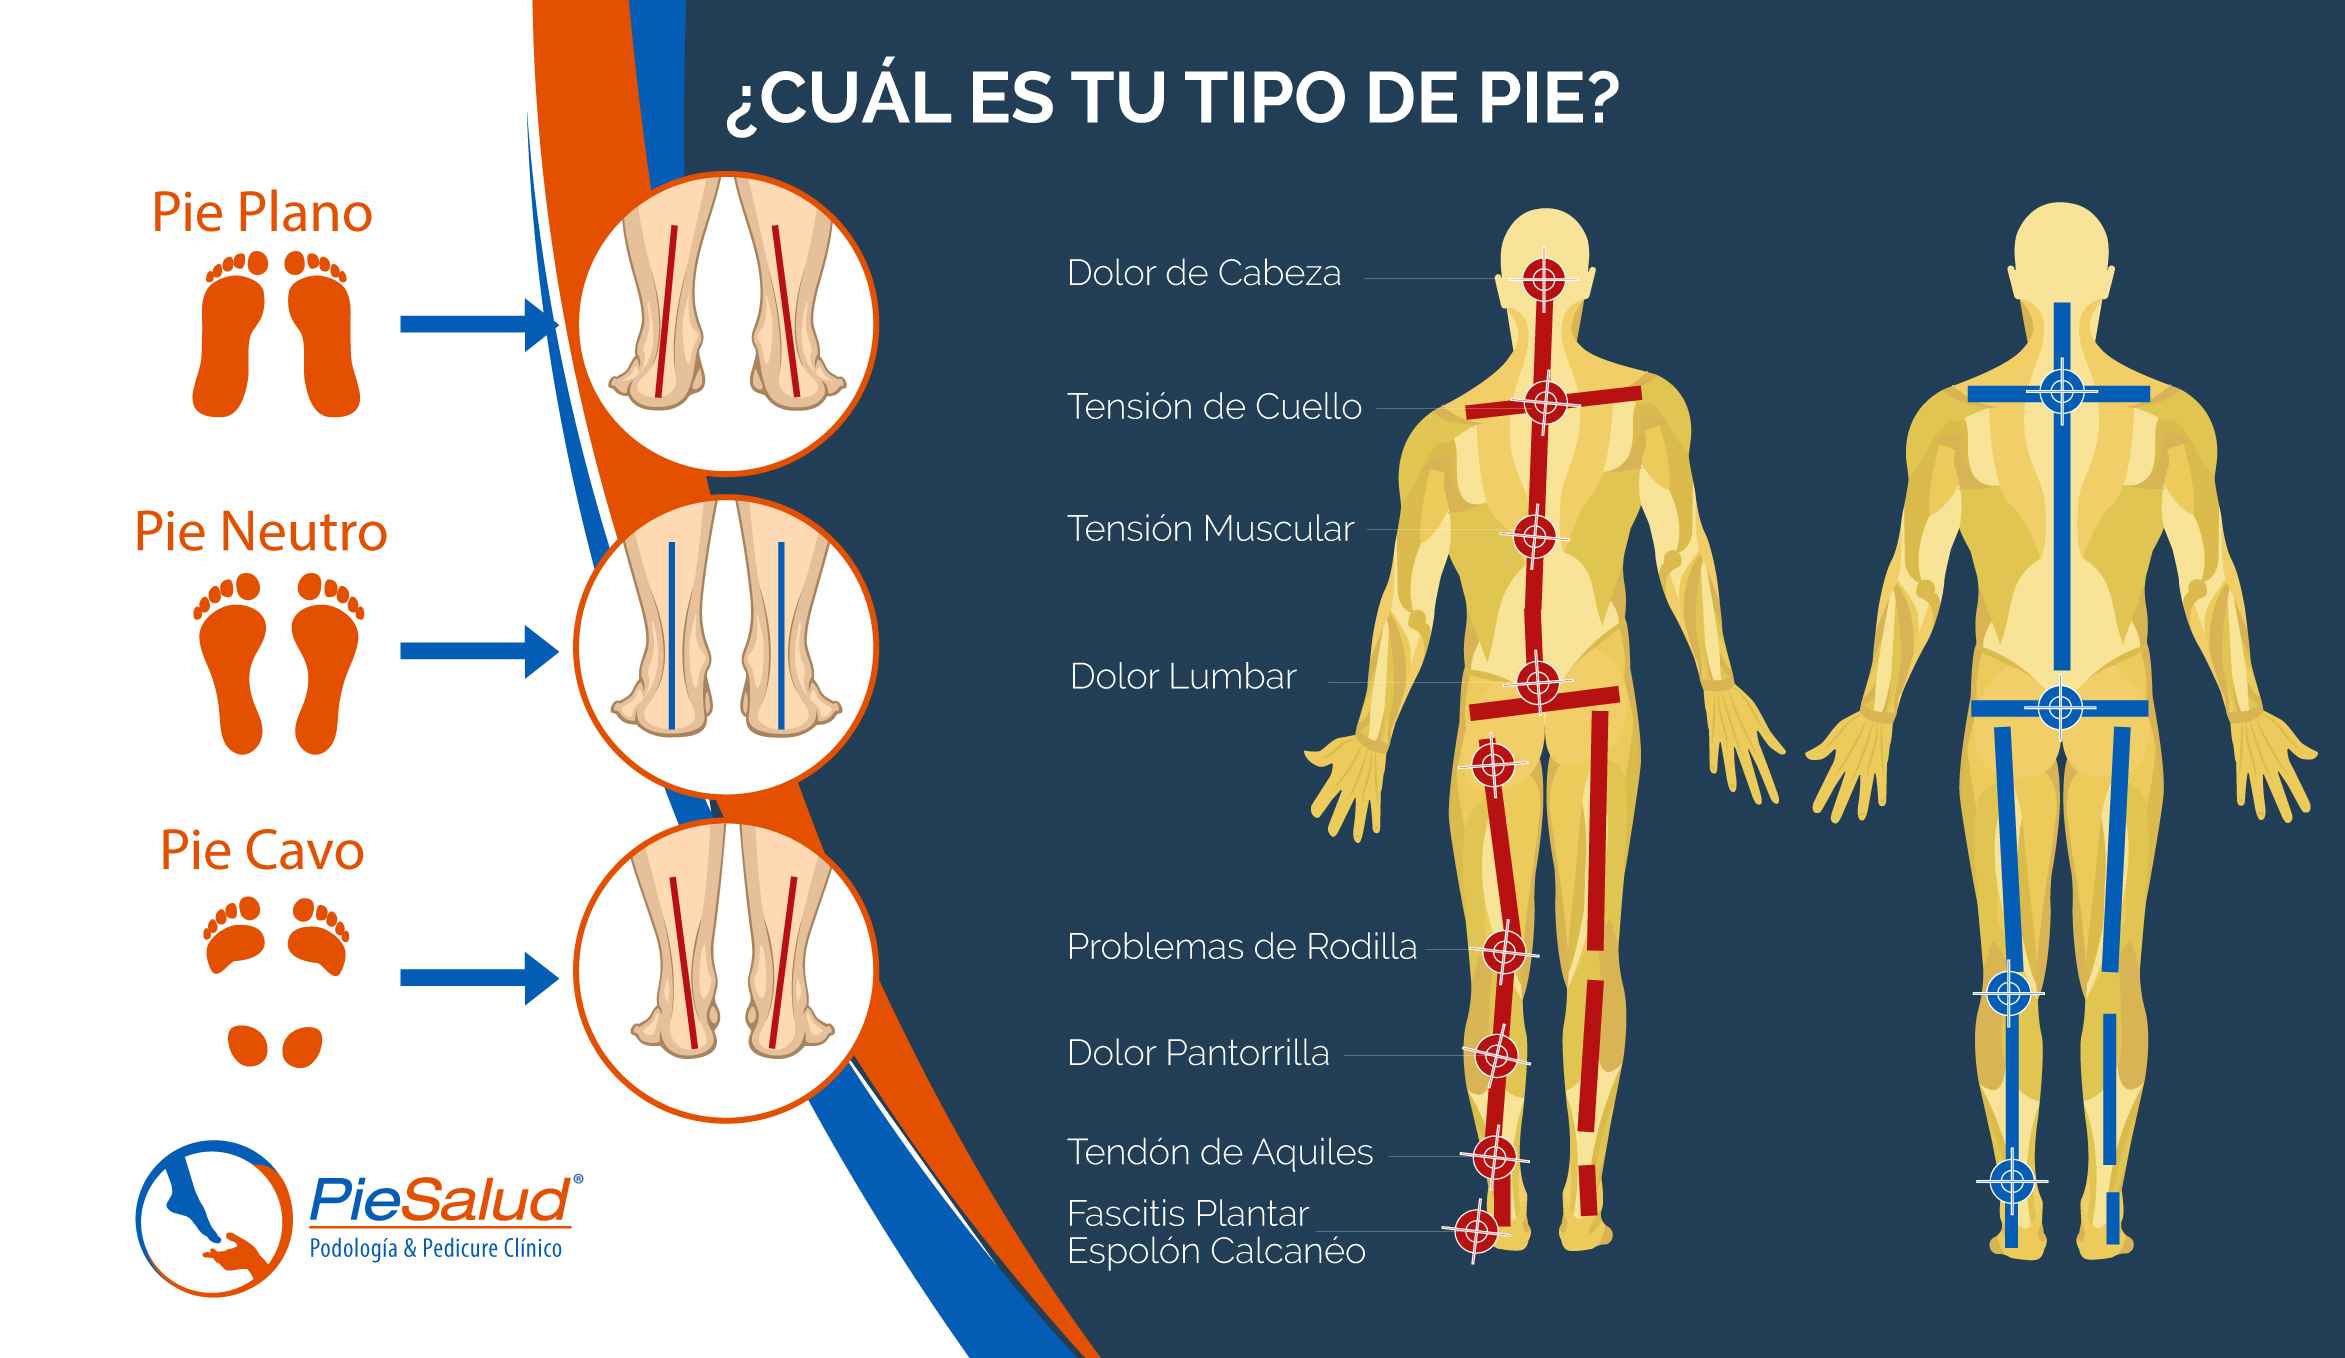 ¿CUÁL ES TU TIPO DE PIE?
Pie Plano
Pie Neutro
Pie Cavo
Dolor de Cabeza
Tensión de Cuello
Tensión Muscular
Dolor Lumbar
Problemas de Rodilla
Dolor Pantorrilla
Tendón de Aquiles
Fascitis Plantar
Espolón Calcanéo
PieSalud®
Podología & Pedicure Clínico